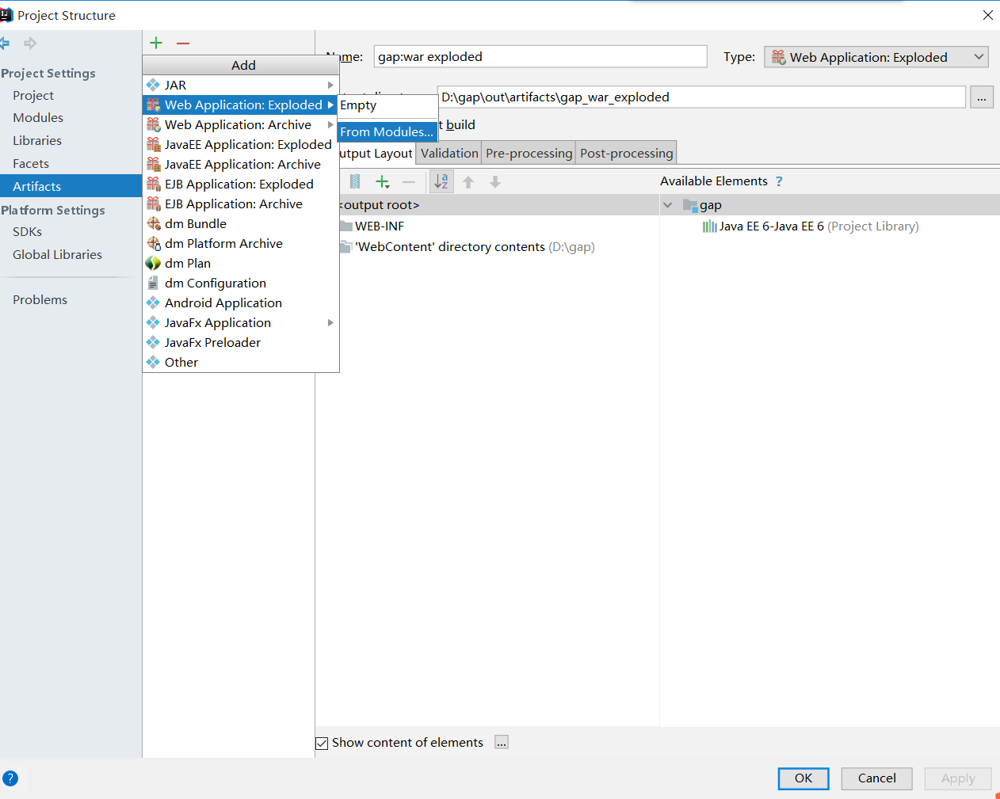 Project Structure
Project Settings
Project
Modules
Libraries
Facets
Artifacts
Platform Settings
SDKs
Global Libraries
Problems
Add
JAR
Web Application: Exploded
Web Application: Archive
JavaEE Application: Exploded
JavaEE Application: Archive
EJB Application: Exploded
EJB Application: Archive
dm Bundle
dm Platform Archive
dm Plan
dm Configuration
Android Application
JavaFx Application
JavaFx Preloader
Other
Empty
From Modules...
me: gap:war exploded Type: Web Application: Exploded
D:\gap\out\artifacts\gap_war_exploded ...
t build
utput Layout Validation Pre-processing Post-processing
Available Elements ?
<output root>
WEB-INF
'WebContent' directory contents (D:\gap)
gap
Java EE 6-Java EE 6 (Project Library)
Show content of elements ...
? OK Cancel Apply